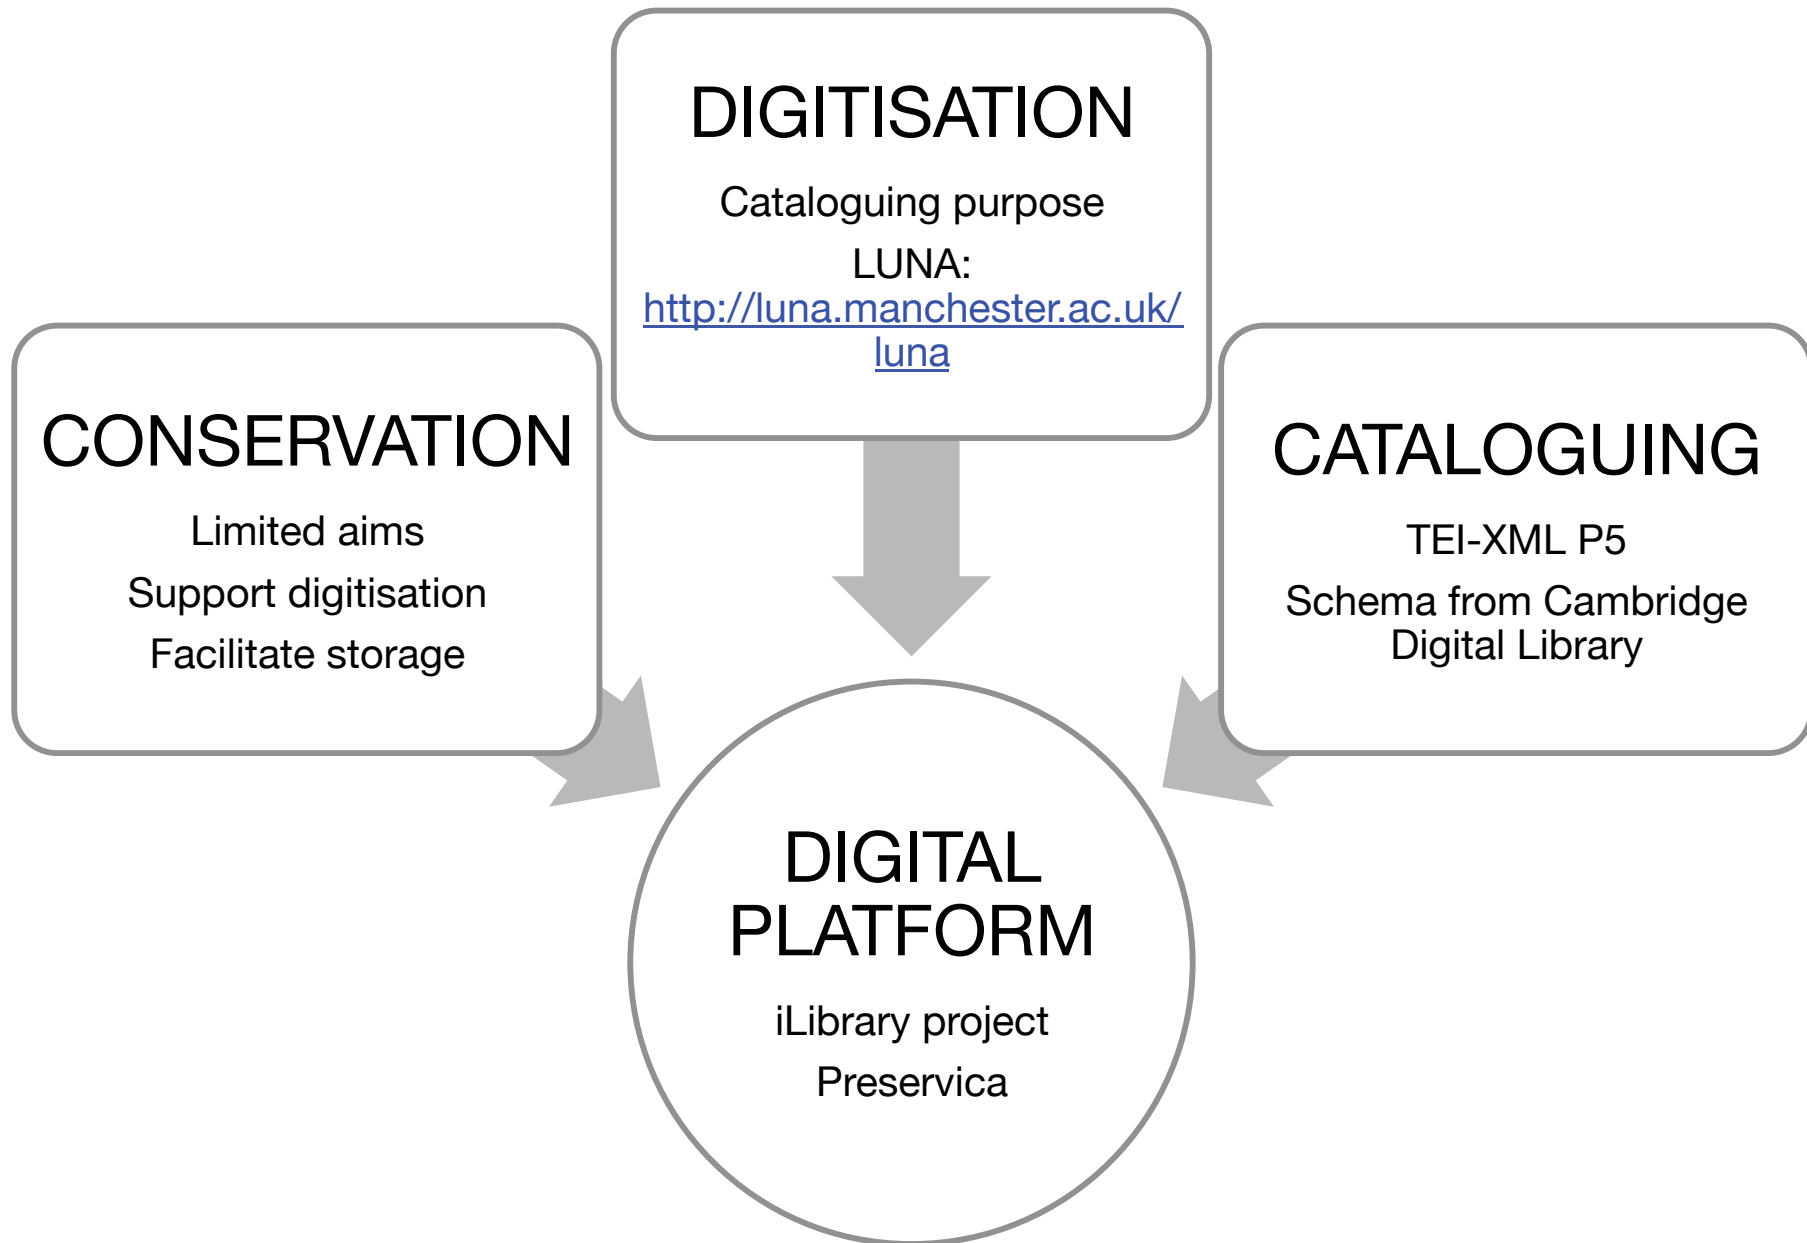 DIGITISATION
Cataloguing purpose
LUNA:
http://luna.manchester.ac.uk/
luna
CONSERVATION
Limited aims
Support digitisation
Facilitate storage
CATALOGUING
TEI-XML P5
Schema from Cambridge
Digital Library
DIGITAL
PLATFORM
iLibrary project
Preservica